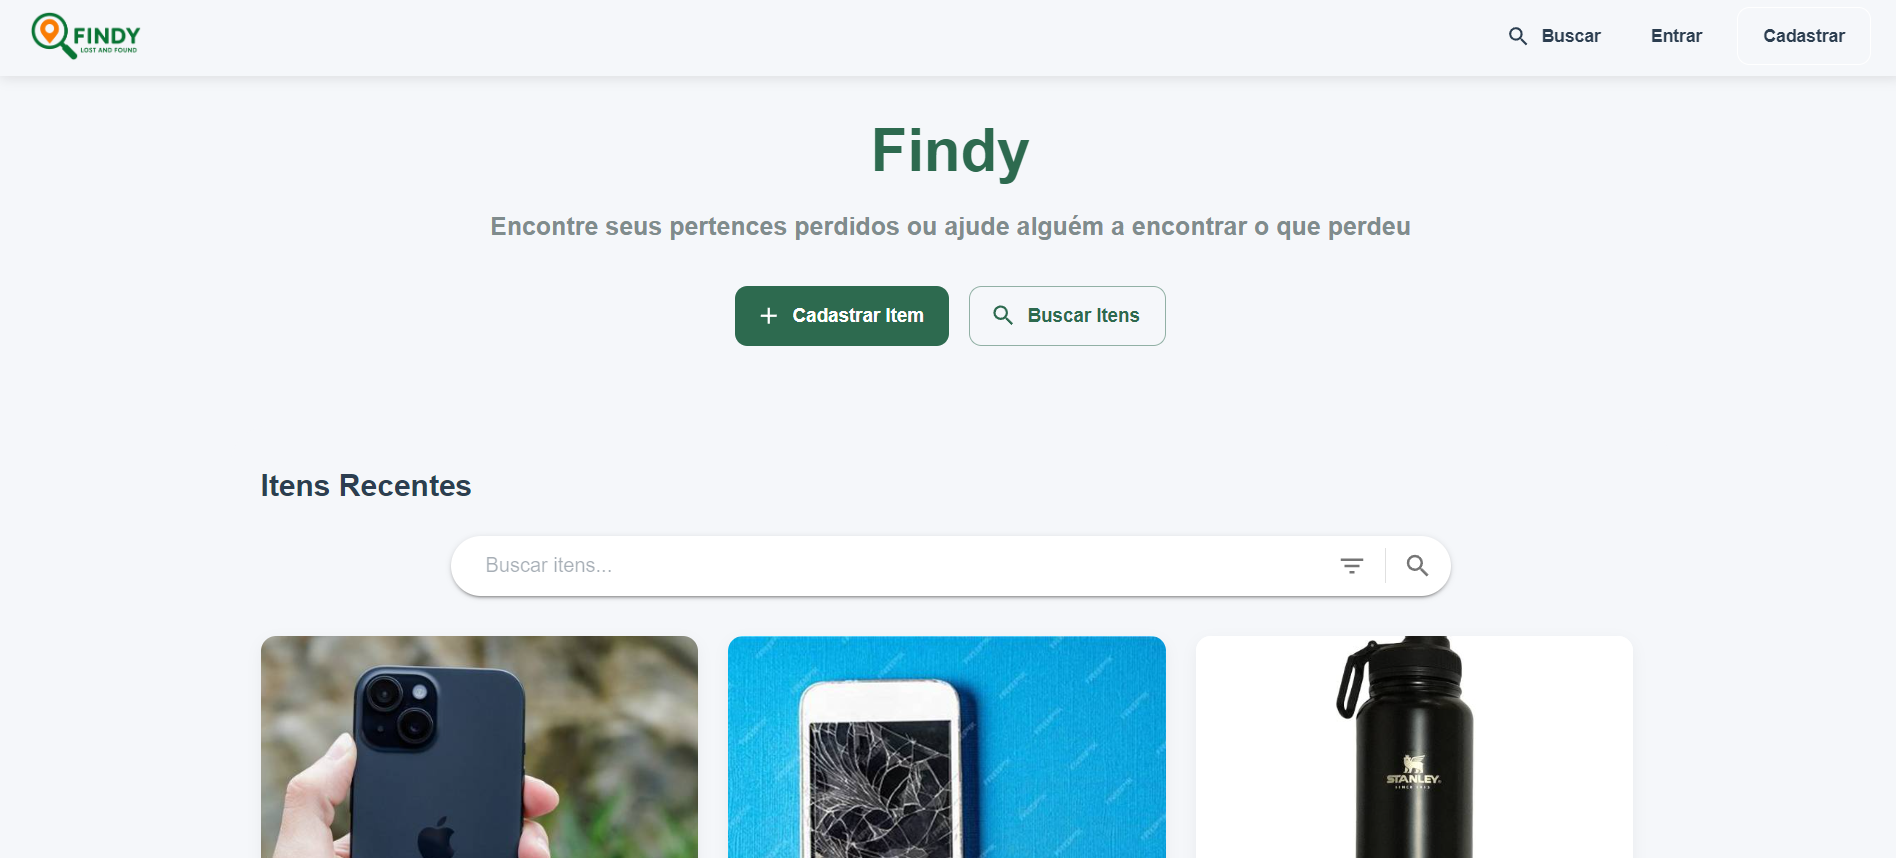 FINDY
LOST AND FOUND
Buscar
Entrar
Cadastrar
Findy
Encontre seus pertences perdidos ou ajude alguém a encontrar o que perdeu
Cadastrar Item
Buscar Itens
Itens Recentes
Buscar itens...
STANLEY